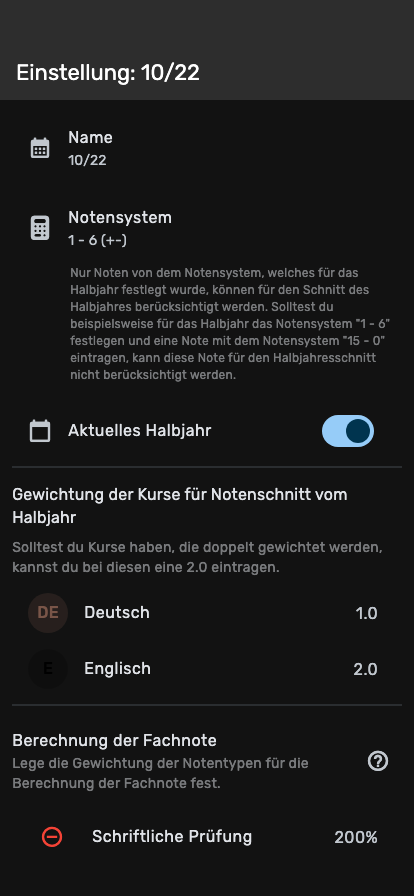 Einstellung: 10/22
Name
10/22
Notensystem
1 - 6 (+-)
Nur Noten von dem Notensystem, welches für das
Halbjahr festlegt wurde, können für den Schnitt des
Halbjahres berücksichtigt werden. Solltest du
beispielsweise für das Halbjahr das Notensystem "1 - 6"
festlegen und eine Note mit dem Notensystem "15 - 0"
eintragen, kann diese Note für den Halbjahresschnitt
nicht berücksichtigt werden.
Aktuelles Halbjahr
Gewichtung der Kurse für Notenschnitt vom
Halbjahr
Solltest du Kurse haben, die doppelt gewichtet werden,
kannst du bei diesen eine 2.0 eintragen.
DE Deutsch 1.0
E Englisch 2.0
Berechnung der Fachnote
Lege die Gewichtung der Notentypen für die
Berechnung der Fachnote fest.
Schriftliche Prüfung 200%